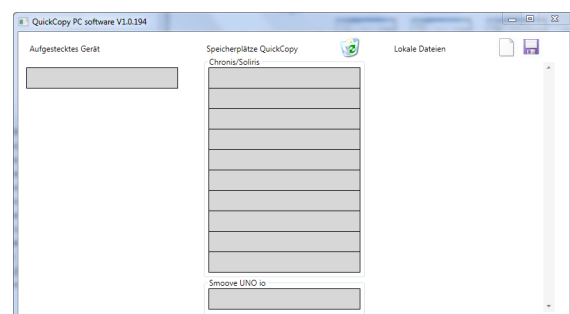 QuickCopy PC software V1.0.194
Aufgestecktes Gerät
Speicherplätze QuickCopy
Lokale Dateien
Chronis/Soliris
Smoove UNO io